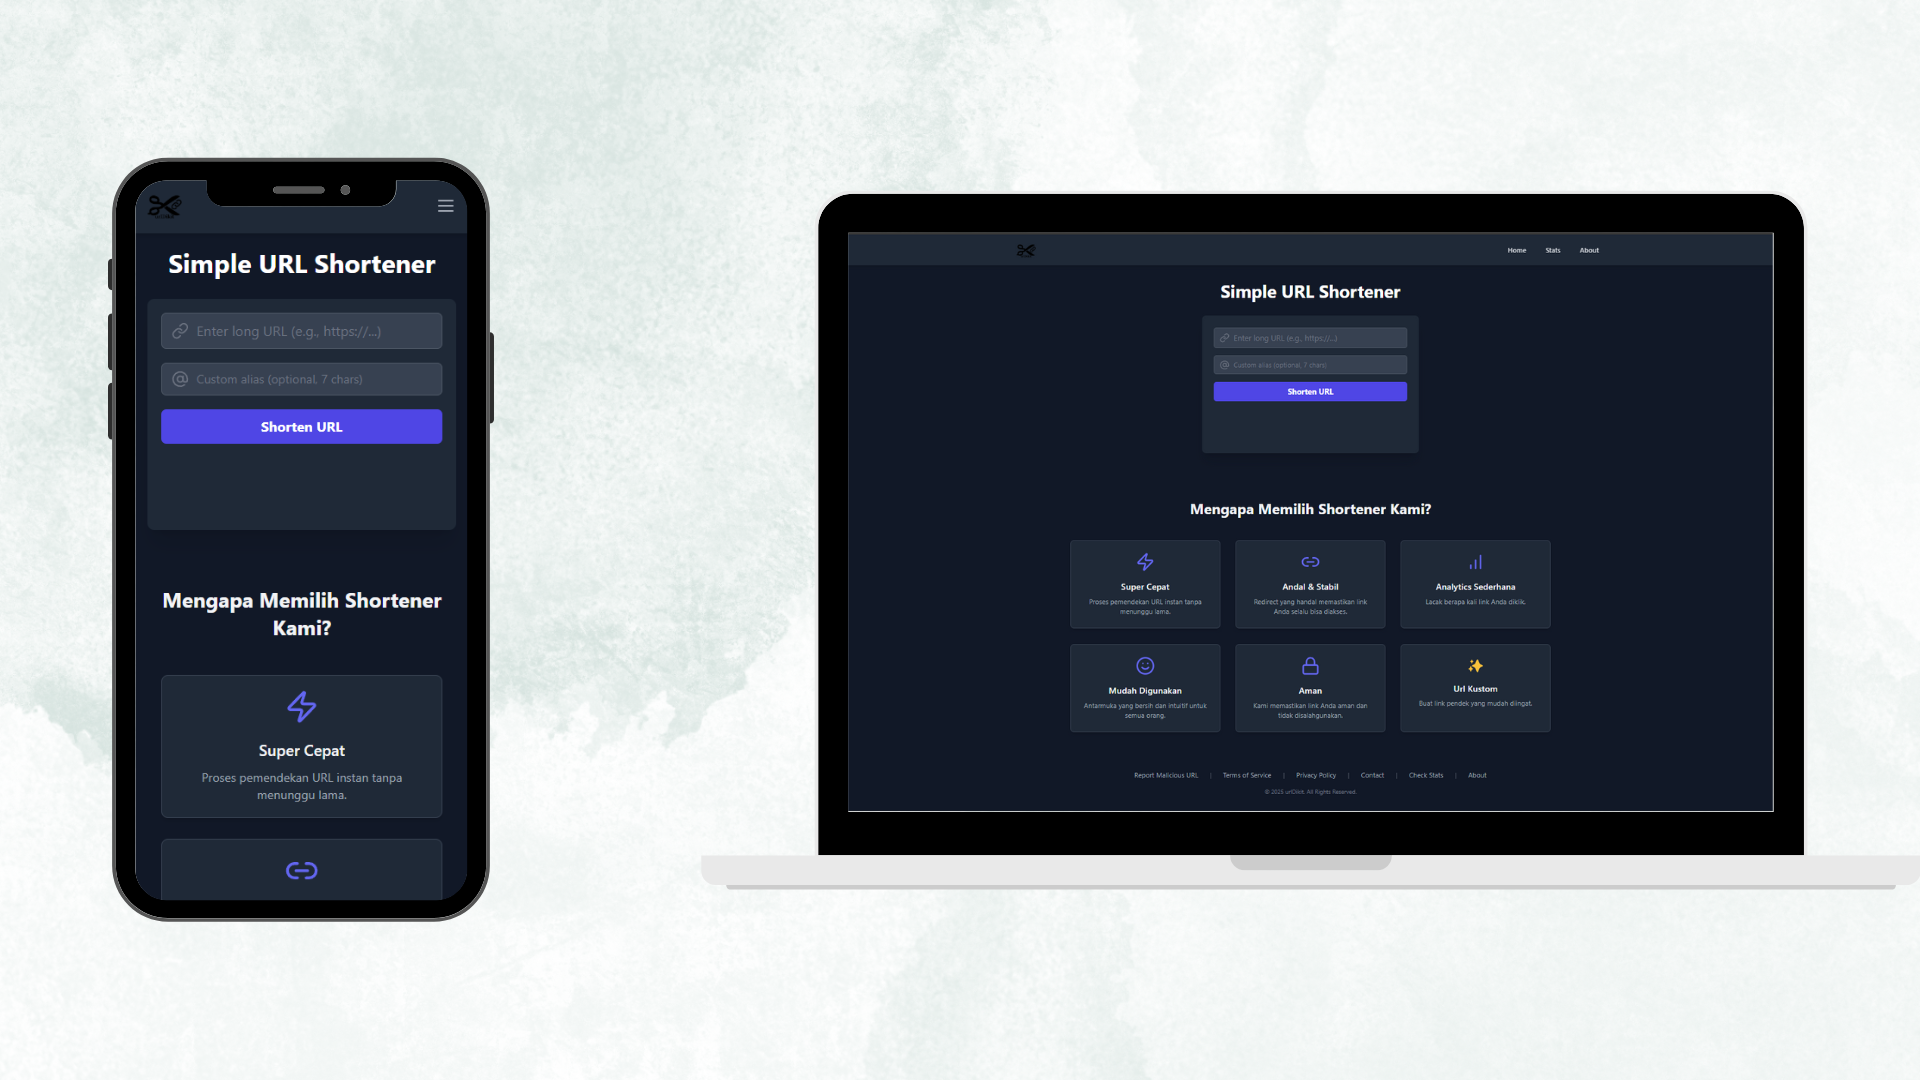 Simple URL Shortener
Enter long URL (e.g., https://...)
Custom alias (optional, 7 chars)
Shorten URL
Mengapa Memilih Shortener
Kami?
Super Cepat
Proses pemendekan URL instan tanpa
menunggu lama.
Home
Stats
About
Simple URL Shortener
Enter long URL (e.g., https://...)
Custom alias (optional, 7 chars)
Shorten URL
Mengapa Memilih Shortener Kami?
Super Cepat
Proses pemendekan URL instan tanpa
menunggu lama.
Andal & Stabil
Redirect yang handal memastikan link
Anda selalu bisa diakses.
Analytics Sederhana
Lacak berapa kali link Anda diklik.
Mudah Digunakan
Antarmuka yang bersih dan intuitif untuk
semua orang.
Aman
Kami memastikan link Anda aman dan
tidak disalahgunakan.
Url Kustom
Buat link pendek yang mudah diingat.
Report Malicious URL | Terms of Service | Privacy Policy | Contact | Check Stats | About
© 2025 All Rights Reserved.